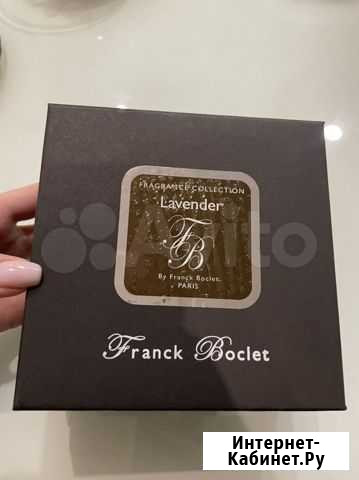 FRAGRANCE COLLECTION
Lavender
FB
By Franck Boclet.
PARIS
Franck Boclet
Avito
Интернет-
Кабинет.Ру